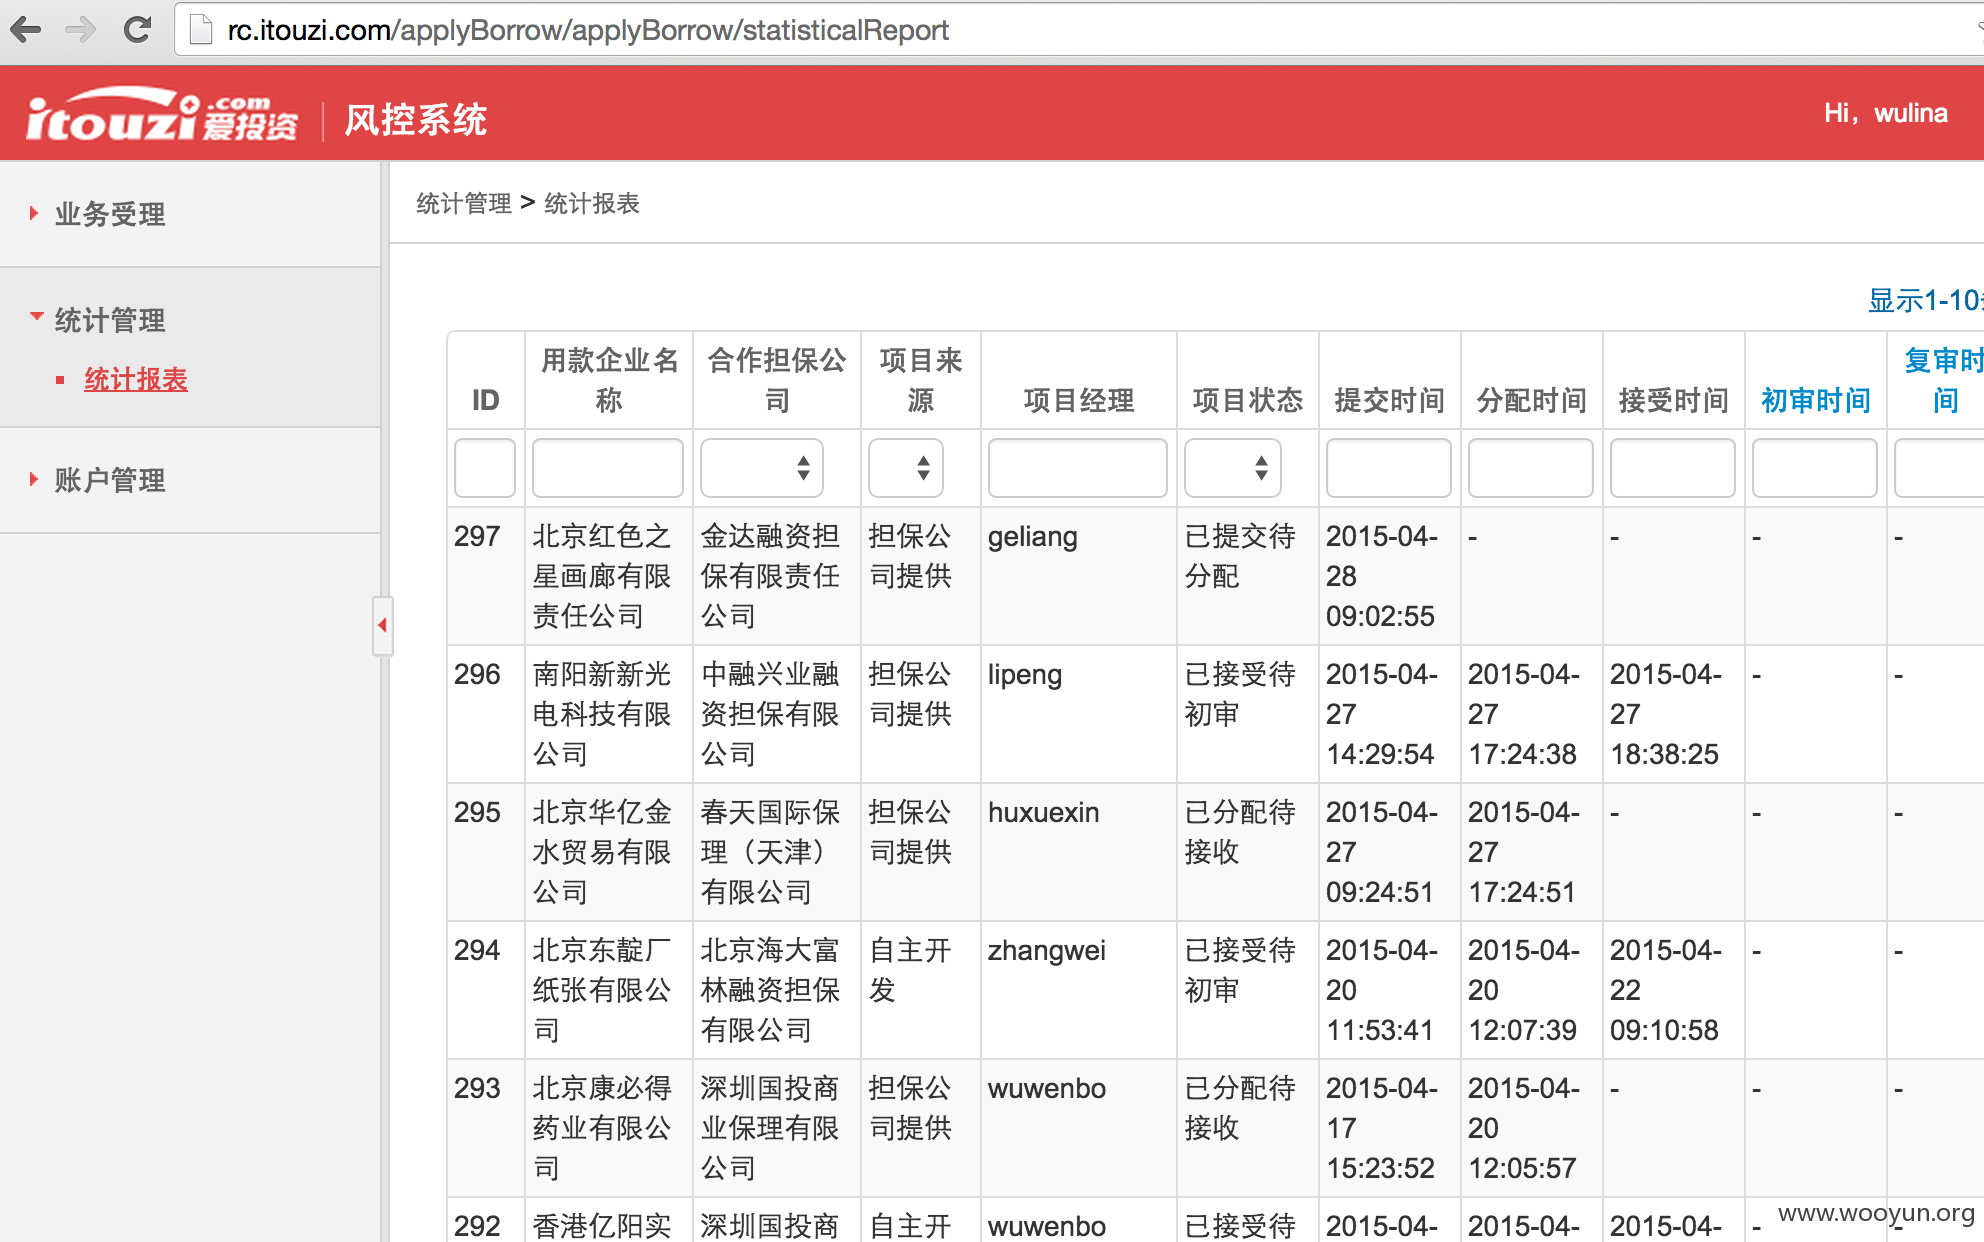 rc.itouzi.com/applyBorrow/applyBorrow/statisticalReport
itouzi.com 爱投资 风控系统
Hi，wulina
业务受理
统计管理
统计报表
账户管理
统计管理 > 统计报表
显示1-10
ID 用款企业名称 合作担保公司 项目来源 项目经理 项目状态 提交时间 分配时间 接受时间 初审时间 复审时间
297 北京红色之星画廊有限责任公司 金达融资担保有限责任公司 担保公司提供 geliang 已提交待分配 2015-04-28 09:02:55 - - - -
296 南阳新新光电科技有限公司 中融兴业融资担保有限公司 担保公司提供 lipeng 已接受待初审 2015-04-27 14:29:54 2015-04-27 17:24:38 2015-04-27 18:38:25 - -
295 北京华亿金水贸易有限公司 春天国际保理（天津）有限公司 担保公司提供 huxuexin 已分配待接收 2015-04-27 09:24:51 2015-04-27 17:24:51 - - -
294 北京东靛厂纸张有限公司 北京海大富林融资担保有限公司 自主开发 zhangwei 已接受待初审 2015-04-20 11:53:41 2015-04-20 12:07:39 2015-04-22 09:10:58 - -
293 北京康必得药业有限公司 深圳国投商业保理有限公司 担保公司提供 wuwenbo 已分配待接收 2015-04-17 15:23:52 2015-04-20 12:05:57 - - -
292 香港亿阳实 深圳国投商 自主开 wuwenbo 已接受待 2015-04- 2015-04- 2015-04- - -
www.wooyun.org